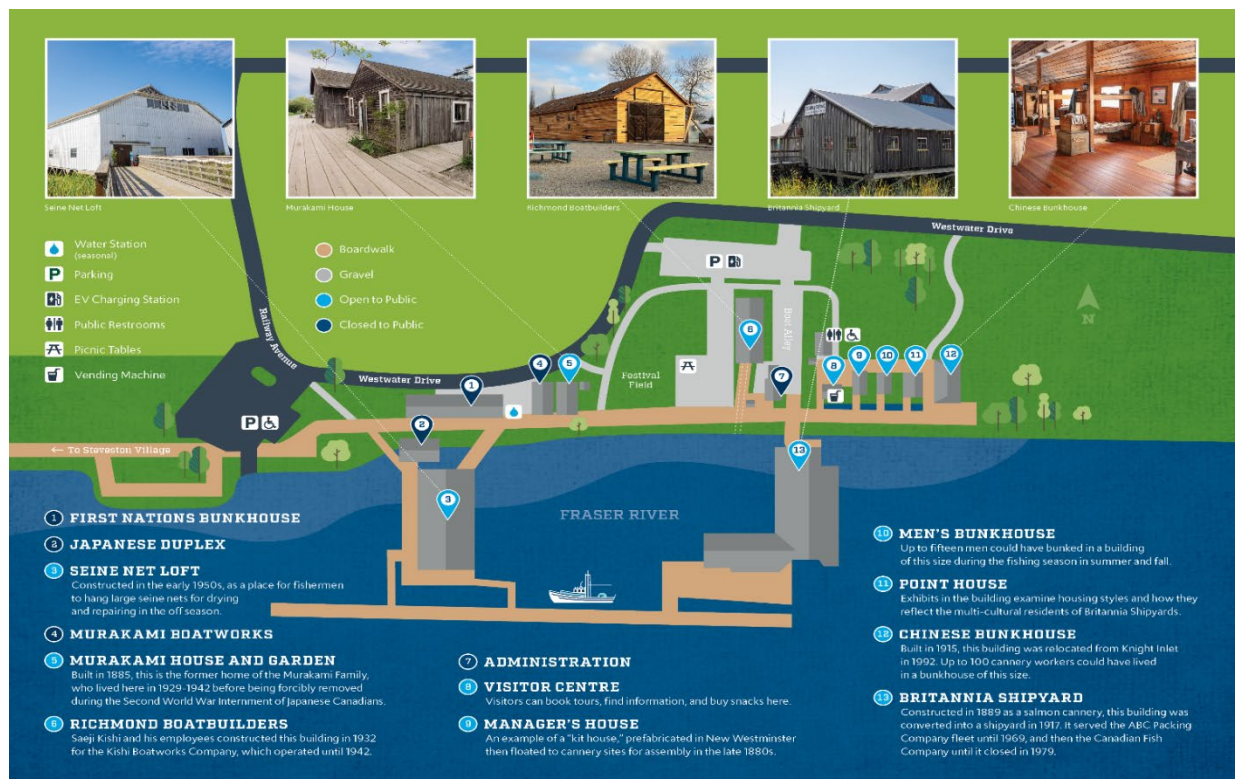 Seine Net Loft
Murakami House
Richmond Boatbuilders
Britannia Shipyard
Chinese Bunkhouse
Water Station
(seasonal)
Parking
EV Charging Station
Public Restrooms
Picnic Tables
Vending Machine
Boardwalk
Gravel
Open to Public
Closed to Public
Railway Avenue
Westwater Drive
Westwater Drive
Festival
Field
Boat Alley
N
P
P
P
1
2
3
4
5
6
7
8
9
10
11
12
13
← To Steveston Village
FRASER RIVER
1 FIRST NATIONS BUNKHOUSE
2 JAPANESE DUPLEX
3 SEINE NET LOFT
Constructed in the early 1950s, as a place for fishermen
to hang large seine nets for drying
and repairing in the off season.
4 MURAKAMI BOATWORKS
5 MURAKAMI HOUSE AND GARDEN
Built in 1885, this is the former home of the Murakami Family,
who lived here in 1929-1942 before being forcibly removed
during the Second World War Internment of Japanese Canadians.
6 RICHMOND BOATBUILDERS
Saeji Kishi and his employees constructed this building in 1932
for the Kishi Boatworks Company, which operated until 1942.
7 ADMINISTRATION
8 VISITOR CENTRE
Visitors can book tours, find information, and buy snacks here.
9 MANAGER'S HOUSE
An example of a "kit house," prefabricated in New Westminster
then floated to cannery sites for assembly in the late 1880s.
10 MEN'S BUNKHOUSE
Up to fifteen men could have bunked in a building
of this size during the fishing season in summer and fall.
11 POINT HOUSE
Exhibits in the building examine housing styles and how they
reflect the multi-cultural residents of Britannia Shipyards.
12 CHINESE BUNKHOUSE
Built in 1915, this building was relocated from Knight Inlet
in 1992. Up to 100 cannery workers could have lived
in a bunkhouse of this size.
13 BRITANNIA SHIPYARD
Constructed in 1889 as a salmon cannery, this building was
converted into a shipyard in 1917. It served the ABC Packing
Company fleet until 1969, and then the Canadian Fish
Company until it closed in 1979.